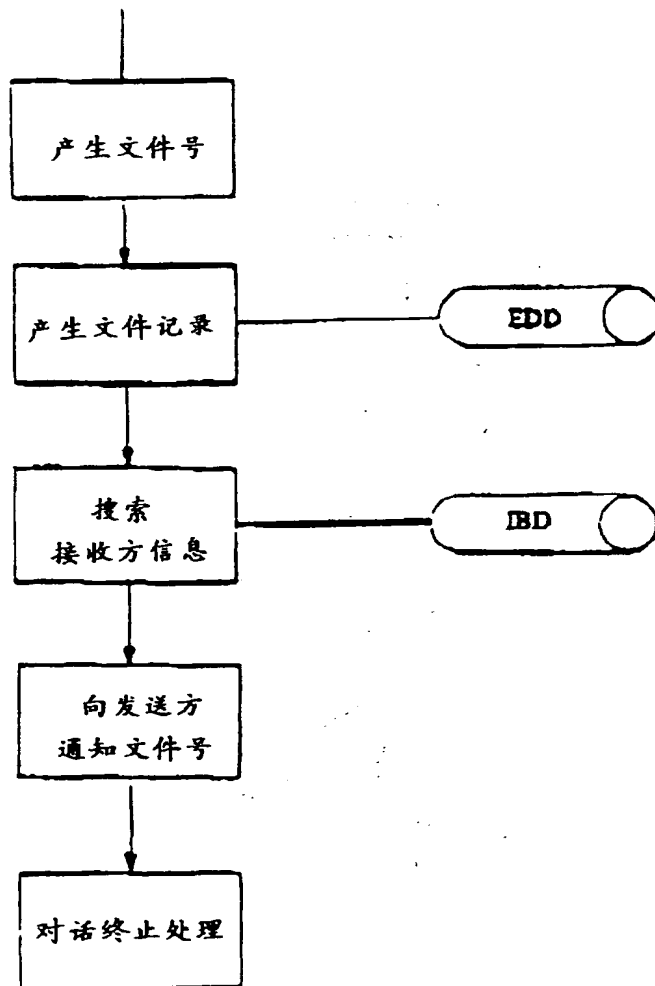 产生文件号
产生文件记录
EDD
搜索
接收方信息
IBD
向发送方
通知文件号
对话终止处理